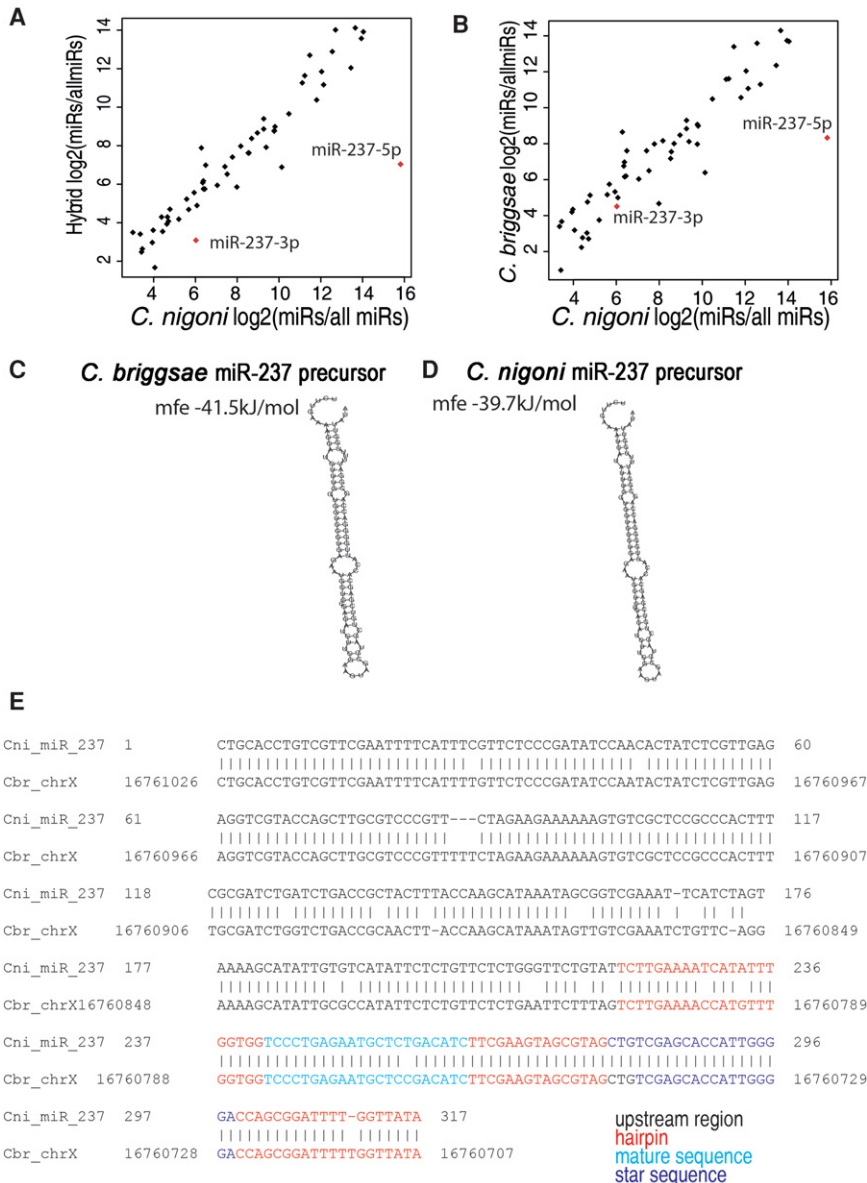 A
Hybrid log2(miRs/allmiRs)
14
12
10
8
6
4
2
miR-237-5p
miR-237-3p
4 6 8 10 12 14 16
C. nigoni log2(miRs/all miRs)
B
C. briggsae log2(miRs/allmiRs)
14
12
10
8
6
4
2
miR-237-5p
miR-237-3p
4 6 8 10 12 14 16
C. nigoni log2(miRs/all miRs)
C C. briggsae miR-237 precursor
mfe -41.5kJ/mol
D C. nigoni miR-237 precursor
mfe -39.7kJ/mol
E
Cni_miR_237 1 CTGCACCTGTCGTTCGAATTTTCATTTCGTTCTCCCGATATCCAACACTATCTCGTTGAG 60
Cbr_chrX 16761026 CTGCACCTGTCGTTCGAATTTTCATTTTGTTCTCCCGATATCCAATACTATCTCGTTGAG 16760967
Cni_miR_237 61 AGGTCGTACCAGCTTGCGTCCCGTT---CTAGAAGAAAAAAGTGTCGCTCCGCCCACTTT 117
Cbr_chrX 16760966 AGGTCGTACCAGCTTGCGTCCCGTTTTTCTAGAAGAAAAAAGTGTCGCTCCGCCCACTTT 16760907
Cni_miR_237 118 CGCGATCTGATCTGACCGCTACTTTACCAAGCATAAATAGCGGTCGAAAT-TCATCTAGT 176
Cbr_chrX 16760906 TGCGATCTGGTCTGACCGCAACTT-ACCAAGCATAAATAGTTGTCGAAATCTGTTC-AGG 16760849
Cni_miR_237 177 AAAAGCATATTGTGTCATATTCTCTGTTCTCTGGGTTCTGTATTCTTGAAAATCATATTT 236
Cbr_chrX16760848 AAAAGCATATTGCGCCATATTCTCTGTTCTCTGAATTCTTTAGTCTTGAAAACCATGTTT 16760789
Cni_miR_237 237 GGTGGTCCCTGAGAATGCTCTGACATCTTCGAAGTAGCGTAGCTGTCGAGCACCATTGGG 296
Cbr_chrX 16760788 GGTGGTCCCTGAGAATGCTCCGACATCTTCGAAGTAGCGTAGCTGTCGAGCACCATTGGG 16760729
Cni_miR_237 297 GACCAGCGGATTTT-GGTTATA 317
Cbr_chrX 16760728 GACCAGCGGATTTTTGGTTATA 16760707
upstream region
hairpin
mature sequence
star sequence